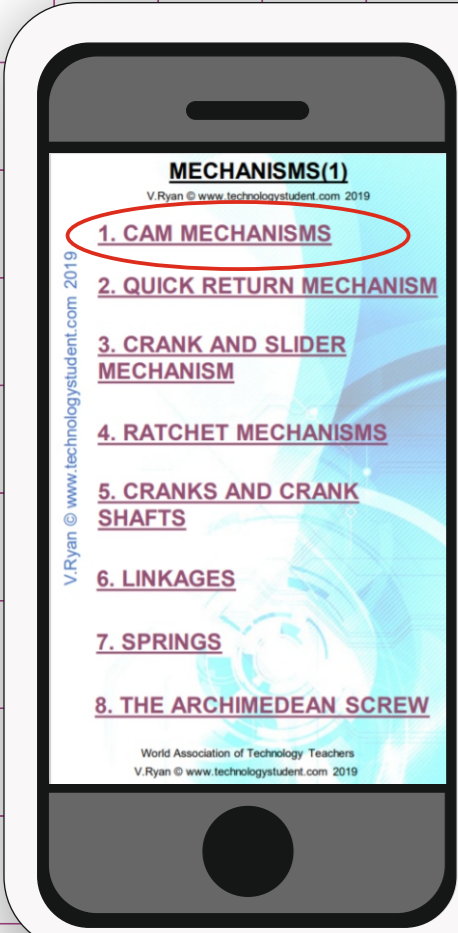 MECHANISMS(1)
V.Ryan © www.technologystudent.com 2019
1. CAM MECHANISMS
2. QUICK RETURN MECHANISM
3. CRANK AND SLIDER
MECHANISM
4. RATCHET MECHANISMS
5. CRANKS AND CRANK
SHAFTS
6. LINKAGES
7. SPRINGS
8. THE ARCHIMEDEAN SCREW
World Association of Technology Teachers
V.Ryan © www.technologystudent.com 2019
V.Ryan © www.technologystudent.com 2019